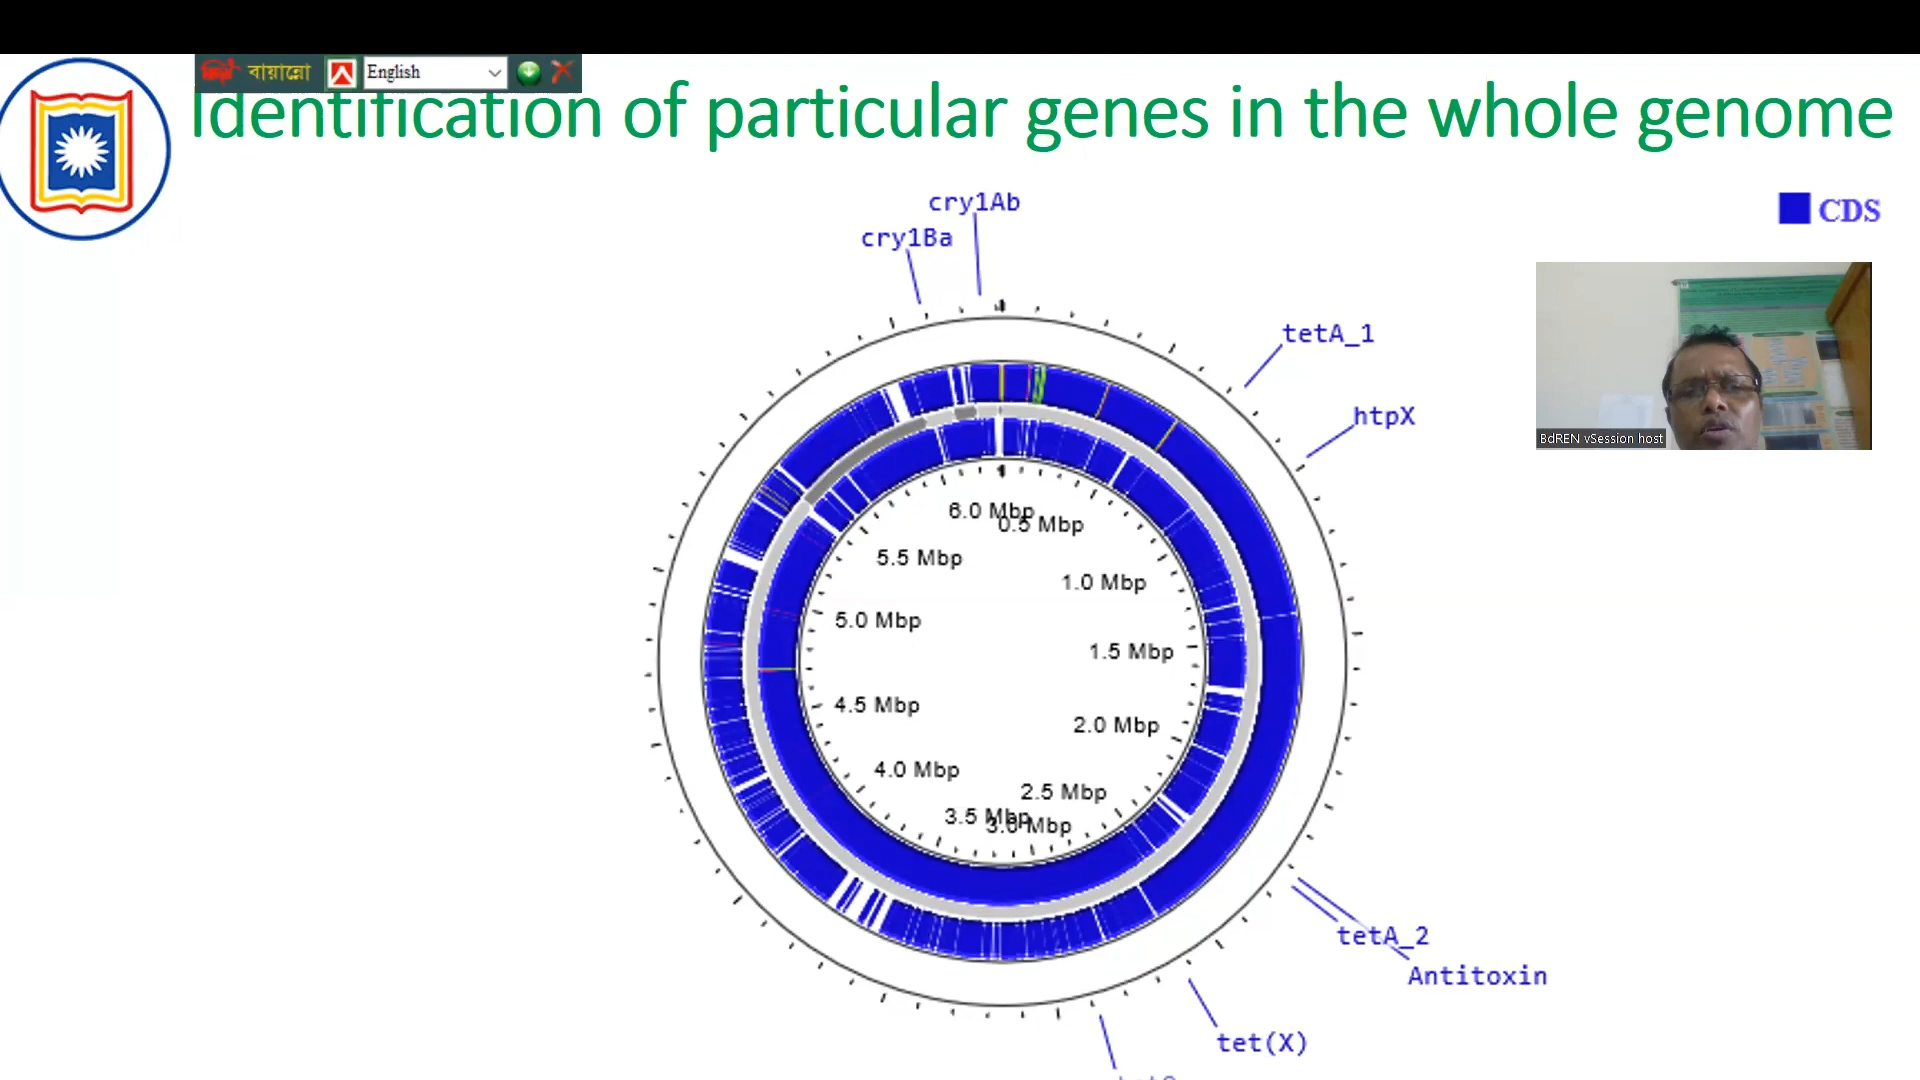 বায়ান্নো
English
Identification of particular genes in the whole genome
cry1Ab
cry1Ba
CDS
tetA_1
htpX
BdREN vSession host
6.0 Mbp
0.5 Mbp
5.5 Mbp
1.0 Mbp
5.0 Mbp
1.5 Mbp
4.5 Mbp
2.0 Mbp
4.0 Mbp
2.5 Mbp
3.5 Mbp
3.0 Mbp
tetA_2
Antitoxin
tet(X)